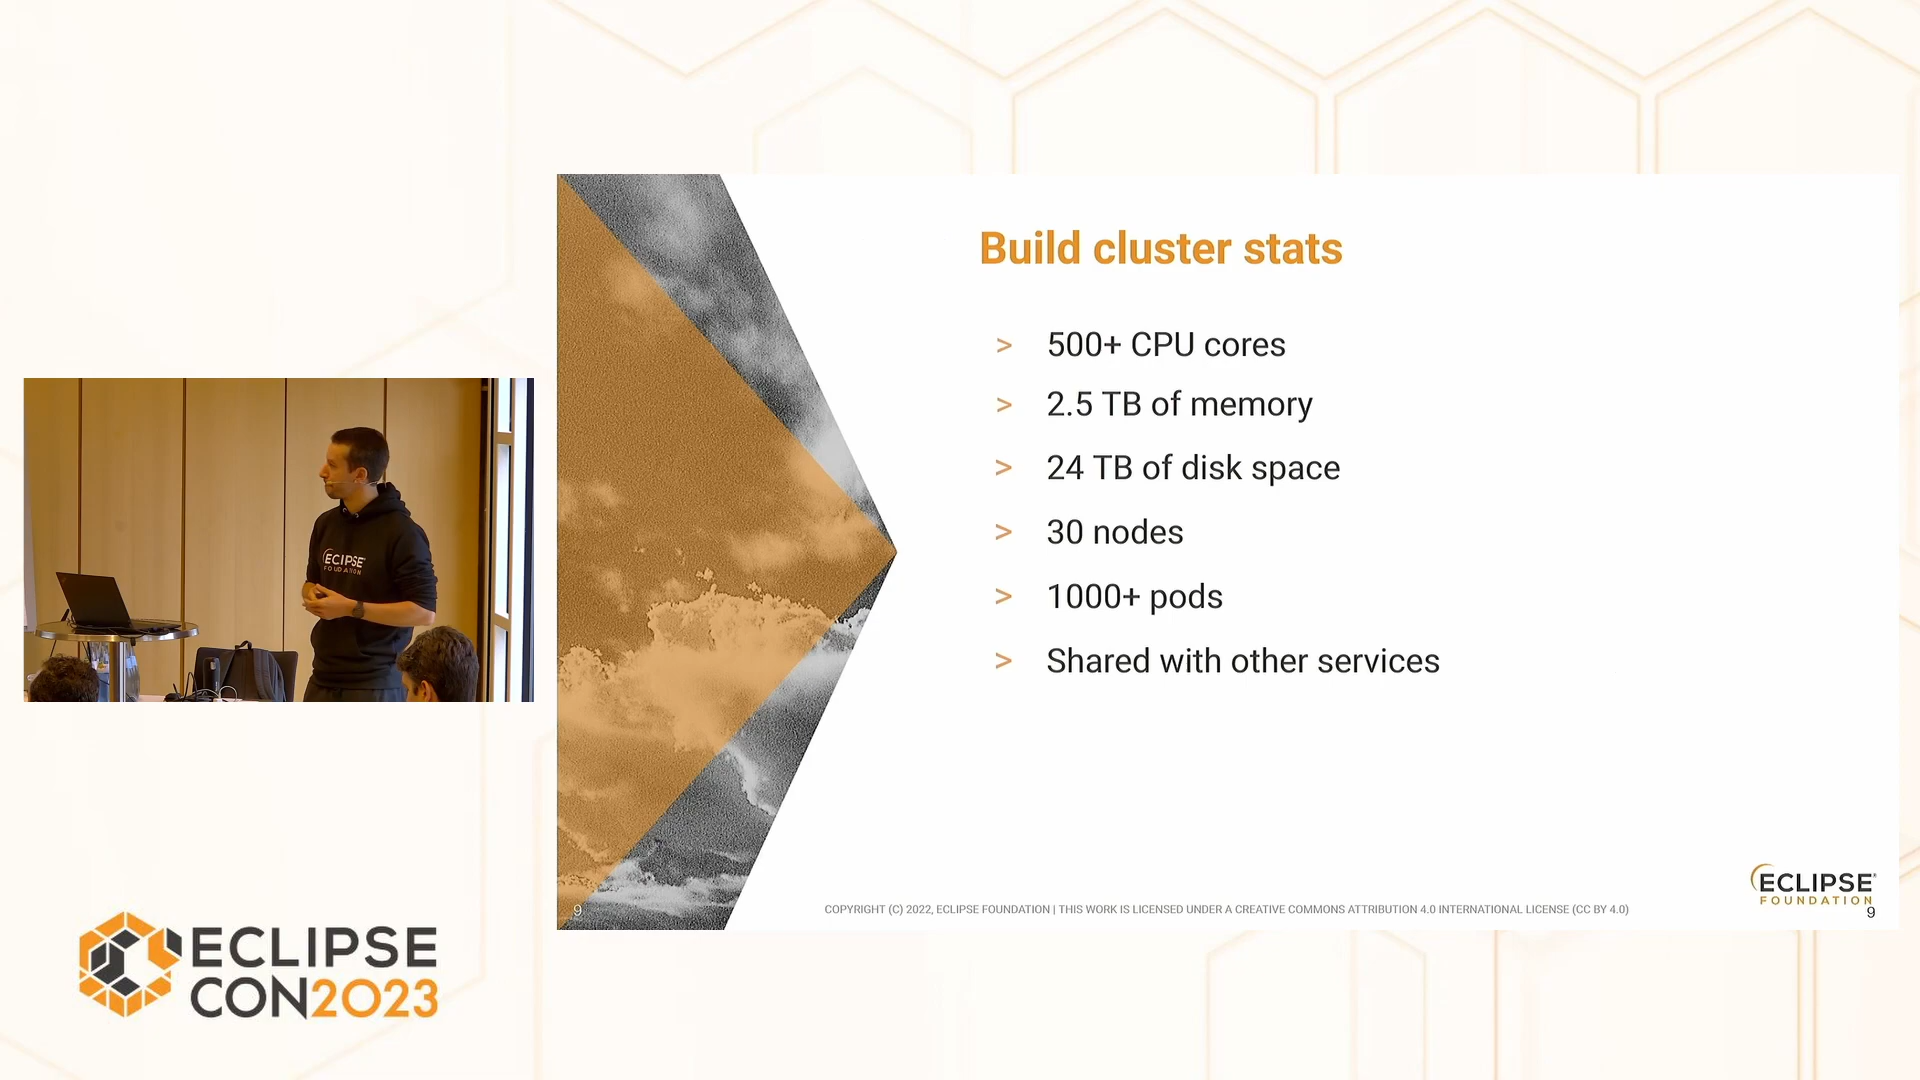 Build cluster stats
> 500+ CPU cores
> 2.5 TB of memory
> 24 TB of disk space
> 30 nodes
> 1000+ pods
> Shared with other services
ECLIPSE
FOUNDATION
9
COPYRIGHT (C) 2022, ECLIPSE FOUNDATION | THIS WORK IS LICENSED UNDER A CREATIVE COMMONS ATTRIBUTION 4.0 INTERNATIONAL LICENSE (CC BY 4.0)
ECLIPSE
FOUNDATION
9
ECLIPSE
CON2023